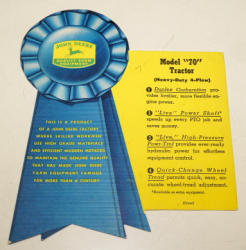 JOHN DEERE
QUALITY FARM
EQUIPMENT
THIS IS A PRODUCT
OF A JOHN DEERE FACTORY,
WHERE SKILLED WORKMEN
USE HIGH GRADE MATERIALS
AND EFFICIENT MODERN METHODS
TO MAINTAIN THE GENUINE QUALITY
THAT HAS MADE JOHN DEERE
FARM EQUIPMENT FAMOUS
FOR MORE THAN A CENTURY.
Model "70"
Tractor
(Heavy-Duty 4-Plow)
1 Duplex Carburetion pro-
vides livelier, more flexible en-
gine power.
2 "Live" Power Shaft*
speeds up every PTO job and
saves money.
3 "Live," High-Pressure
Powr-Trol provides ever-ready
hydraulic power for effortless
equipment control.
4 Quick-Change Wheel
Tread permits quick, easy, ac-
curate wheel-tread adjustment.
*Available as extra equipment.